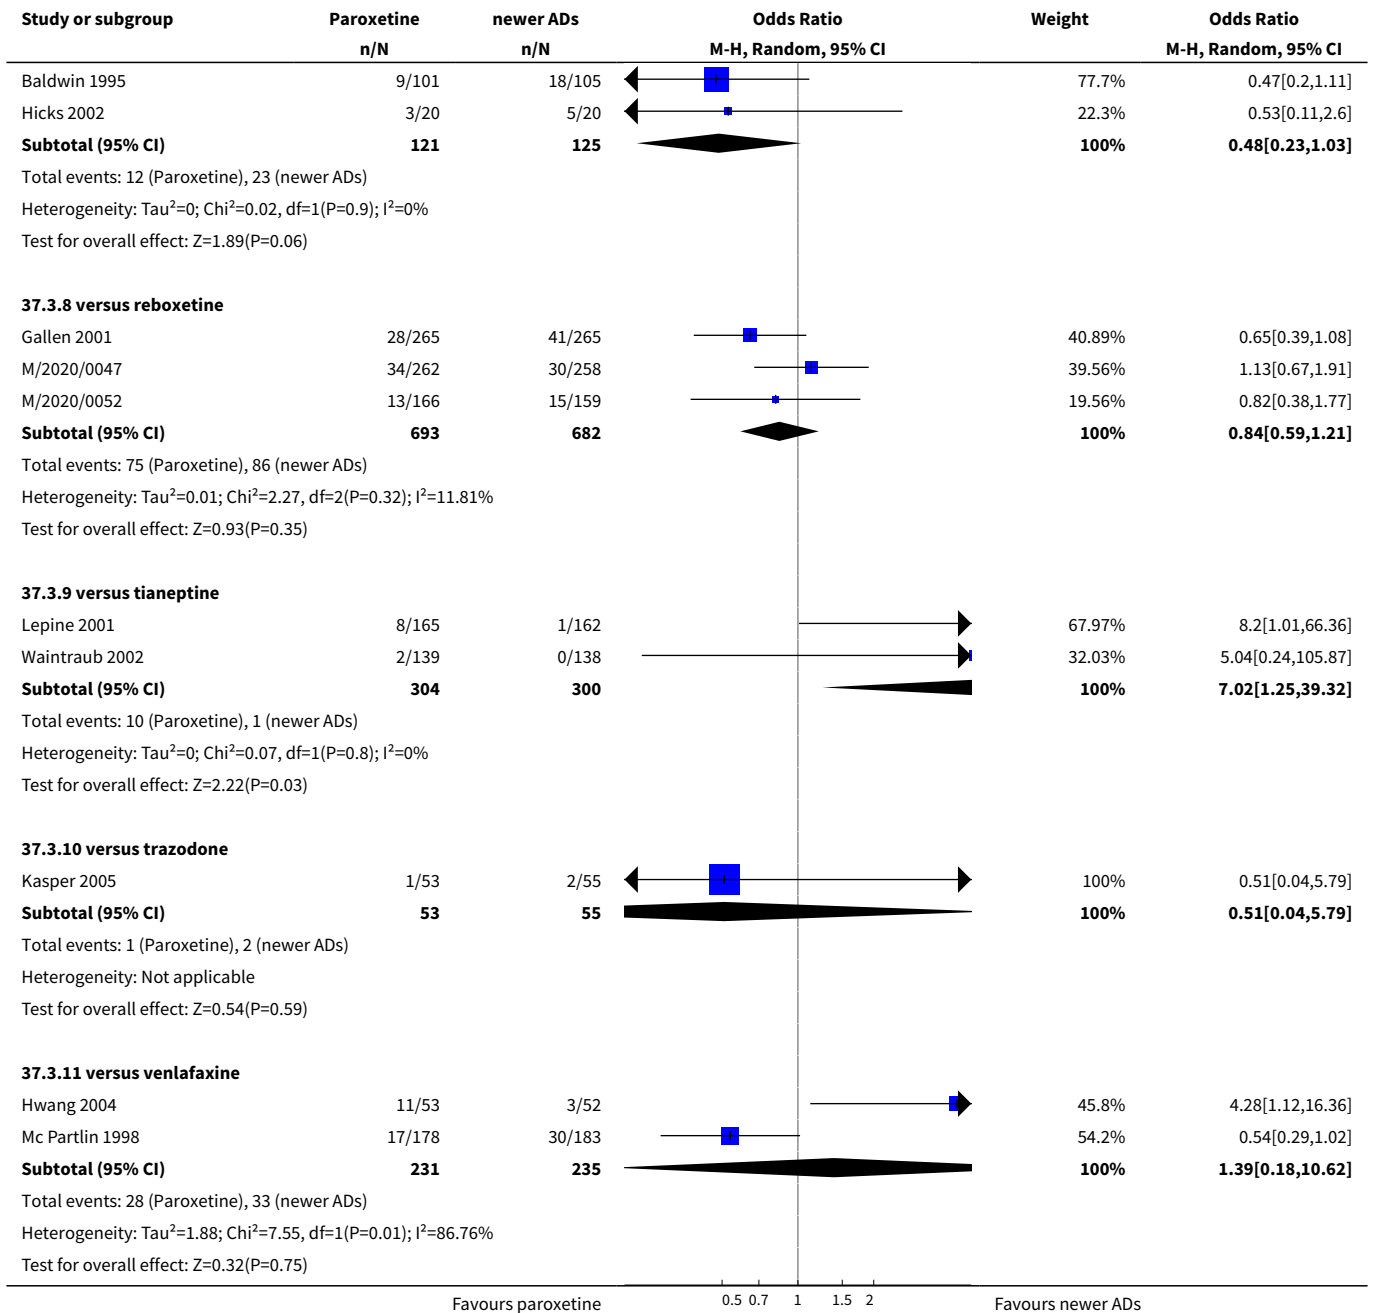 Study or subgroup Paroxetine newer ADs Odds Ratio Weight Odds Ratio
n/N n/N M-H, Random, 95% CI M-H, Random, 95% CI
Baldwin 1995 9/101 18/105 77.7% 0.47[0.2,1.11]
Hicks 2002 3/20 5/20 22.3% 0.53[0.11,2.6]
Subtotal (95% CI) 121 125 100% 0.48[0.23,1.03]
Total events: 12 (Paroxetine), 23 (newer ADs)
Heterogeneity: Tau²=0; Chi²=0.02, df=1(P=0.9); I²=0%
Test for overall effect: Z=1.89(P=0.06)
37.3.8 versus reboxetine
Gallen 2001 28/265 41/265 40.89% 0.65[0.39,1.08]
M/2020/0047 34/262 30/258 39.56% 1.13[0.67,1.91]
M/2020/0052 13/166 15/159 19.56% 0.82[0.38,1.77]
Subtotal (95% CI) 693 682 100% 0.84[0.59,1.21]
Total events: 75 (Paroxetine), 86 (newer ADs)
Heterogeneity: Tau²=0.01; Chi²=2.27, df=2(P=0.32); I²=11.81%
Test for overall effect: Z=0.93(P=0.35)
37.3.9 versus tianeptine
Lepine 2001 8/165 1/162 67.97% 8.2[1.01,66.36]
Waintraub 2002 2/139 0/138 32.03% 5.04[0.24,105.87]
Subtotal (95% CI) 304 300 100% 7.02[1.25,39.32]
Total events: 10 (Paroxetine), 1 (newer ADs)
Heterogeneity: Tau²=0; Chi²=0.07, df=1(P=0.8); I²=0%
Test for overall effect: Z=2.22(P=0.03)
37.3.10 versus trazodone
Kasper 2005 1/53 2/55 100% 0.51[0.04,5.79]
Subtotal (95% CI) 53 55 100% 0.51[0.04,5.79]
Total events: 1 (Paroxetine), 2 (newer ADs)
Heterogeneity: Not applicable
Test for overall effect: Z=0.54(P=0.59)
37.3.11 versus venlafaxine
Hwang 2004 11/53 3/52 45.8% 4.28[1.12,16.36]
Mc Partlin 1998 17/178 30/183 54.2% 0.54[0.29,1.02]
Subtotal (95% CI) 231 235 100% 1.39[0.18,10.62]
Total events: 28 (Paroxetine), 33 (newer ADs)
Heterogeneity: Tau²=1.88; Chi²=7.55, df=1(P=0.01); I²=86.76%
Test for overall effect: Z=0.32(P=0.75)
Favours paroxetine 0.5 0.7 1 1.5 2 Favours newer ADs